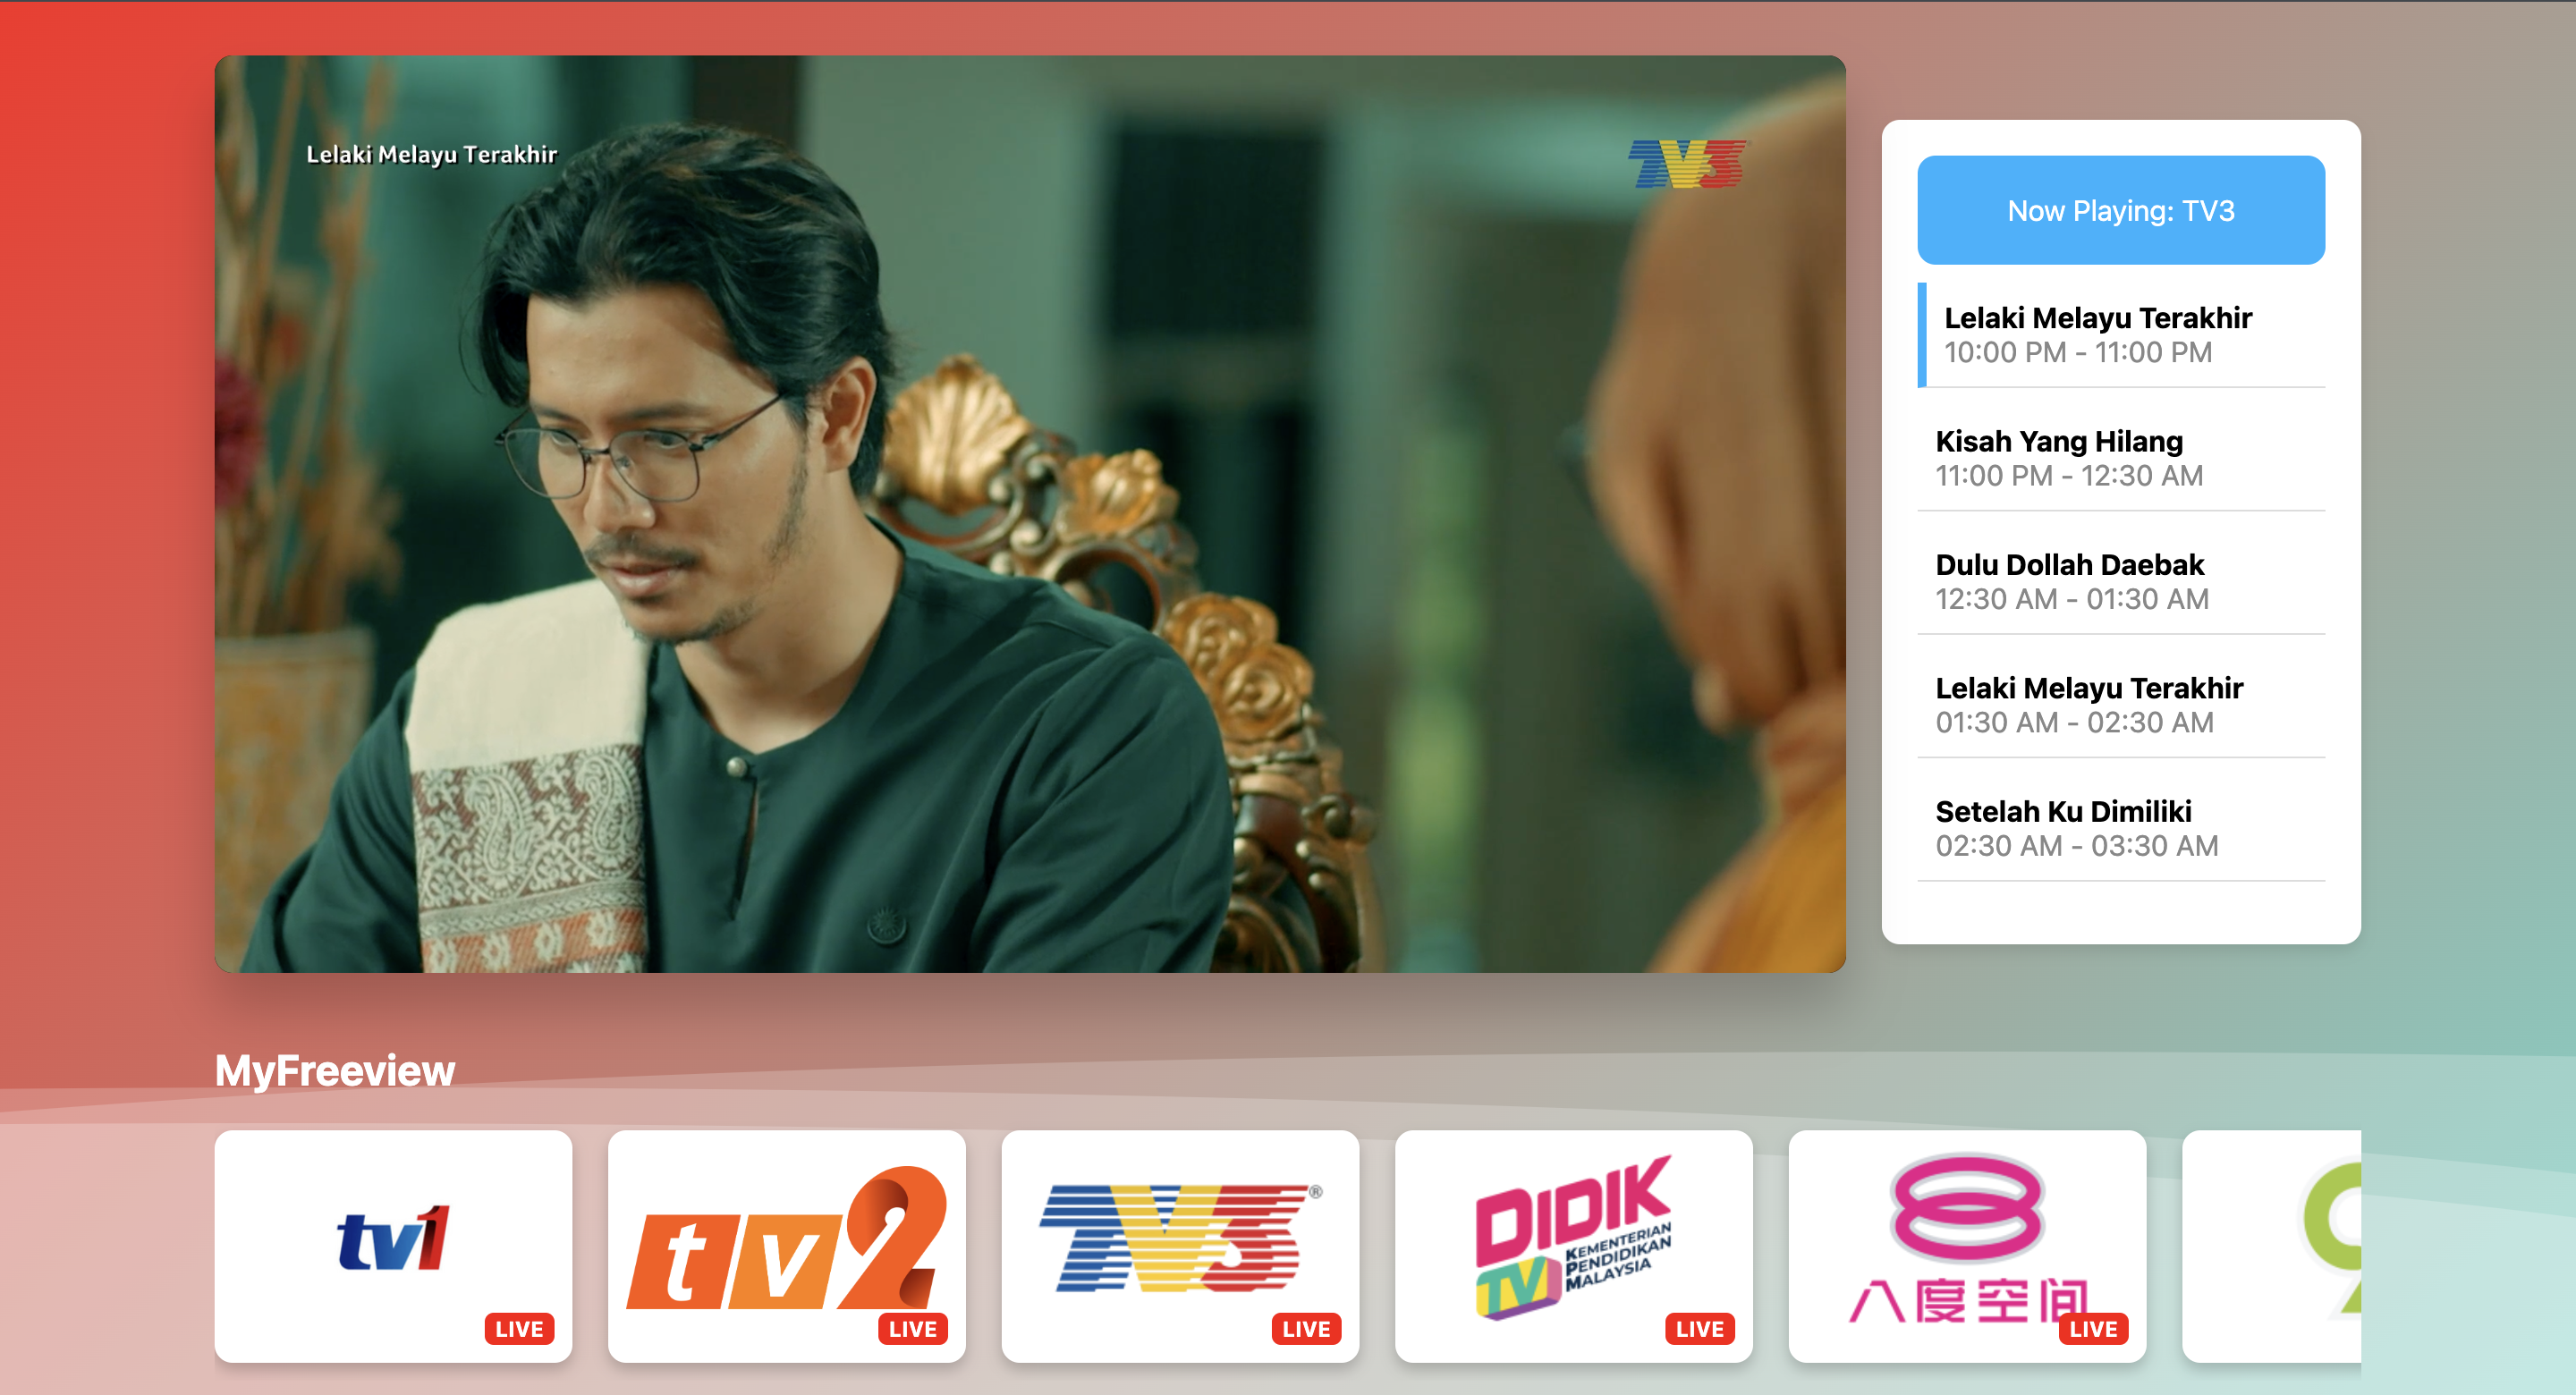 Lelaki Melayu Terakhir
TV3
Now Playing: TV3
Lelaki Melayu Terakhir
10:00 PM - 11:00 PM
Kisah Yang Hilang
11:00 PM - 12:30 AM
Dulu Dollah Daebak
12:30 AM - 01:30 AM
Lelaki Melayu Terakhir
01:30 AM - 02:30 AM
Setelah Ku Dimiliki
02:30 AM - 03:30 AM
MyFreeview
tv1
LIVE
tv2
LIVE
TV3®
LIVE
DIDIK
TV
KEMENTERIAN
PENDIDIKAN
MALAYSIA
LIVE
八度空间
LIVE